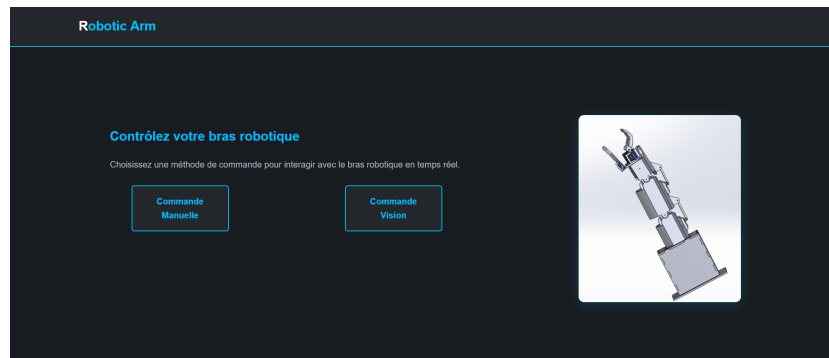 Robotic Arm
Contrôlez votre bras robotique
Choisissez une méthode de commande pour interagir avec le bras robotique en temps réel.
Commande
Manuelle
Commande
Vision